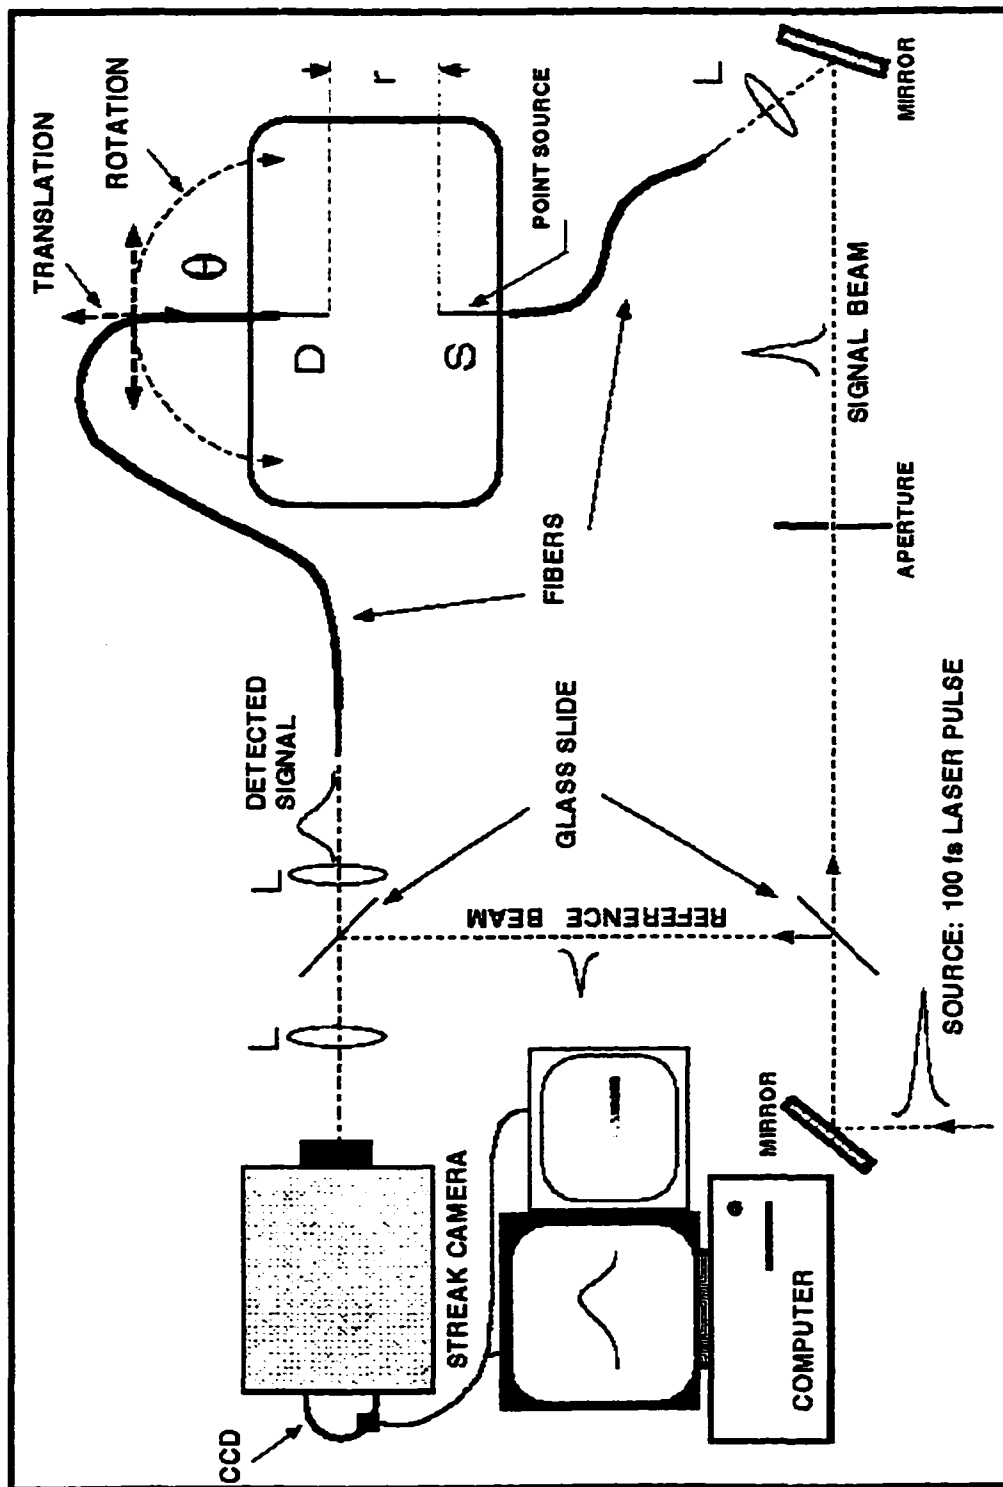 TRANSLATION
ROTATION
θ
r
D
S
POINT SOURCE
L
MIRROR
SIGNAL BEAM
APERTURE
FIBERS
DETECTED
SIGNAL
L
GLASS SLIDE
REFERENCE BEAM
L
SOURCE: 100 fs LASER PULSE
MIRROR
STREAK CAMERA
CCD
COMPUTER